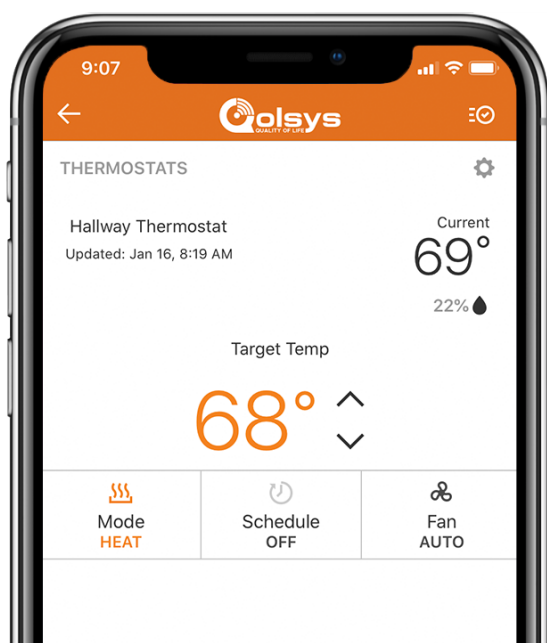 9:07
Qolsys
QUALITY OF LIFE
THERMOSTATS
Hallway Thermostat
Updated: Jan 16, 8:19 AM
Current
69°
22%
Target Temp
68°
Mode
HEAT
Schedule
OFF
Fan
AUTO